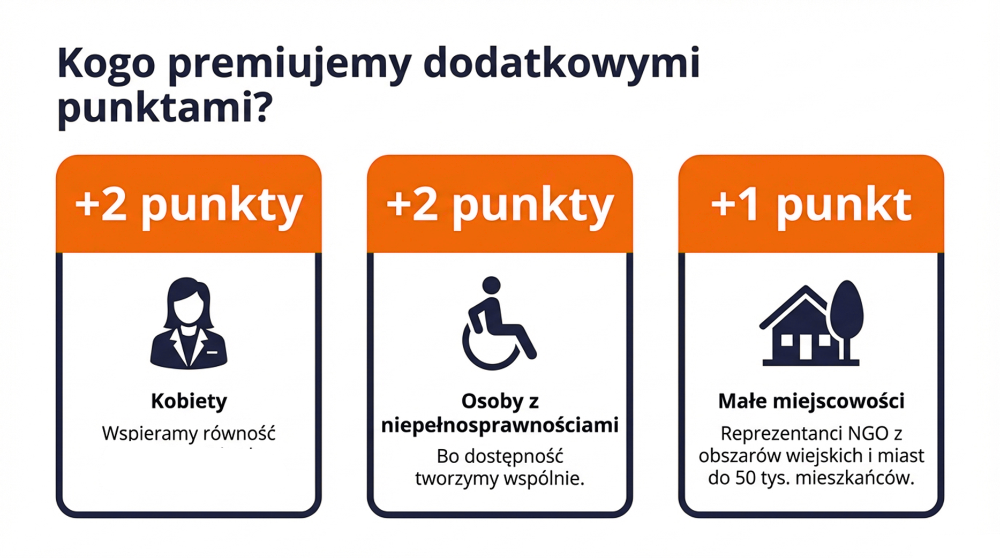 Kogo premiujemy dodatkowymi
punktami?
+2 punkty
Kobiety
Wspieramy równość
+2 punkty
Osoby z
niepełnosprawnościami
Bo dostępność
tworzymy wspólnie.
+1 punkt
Małe miejscowości
Reprezentanci NGO z
obszarów wiejskich i miast
do 50 tys. mieszkańców.